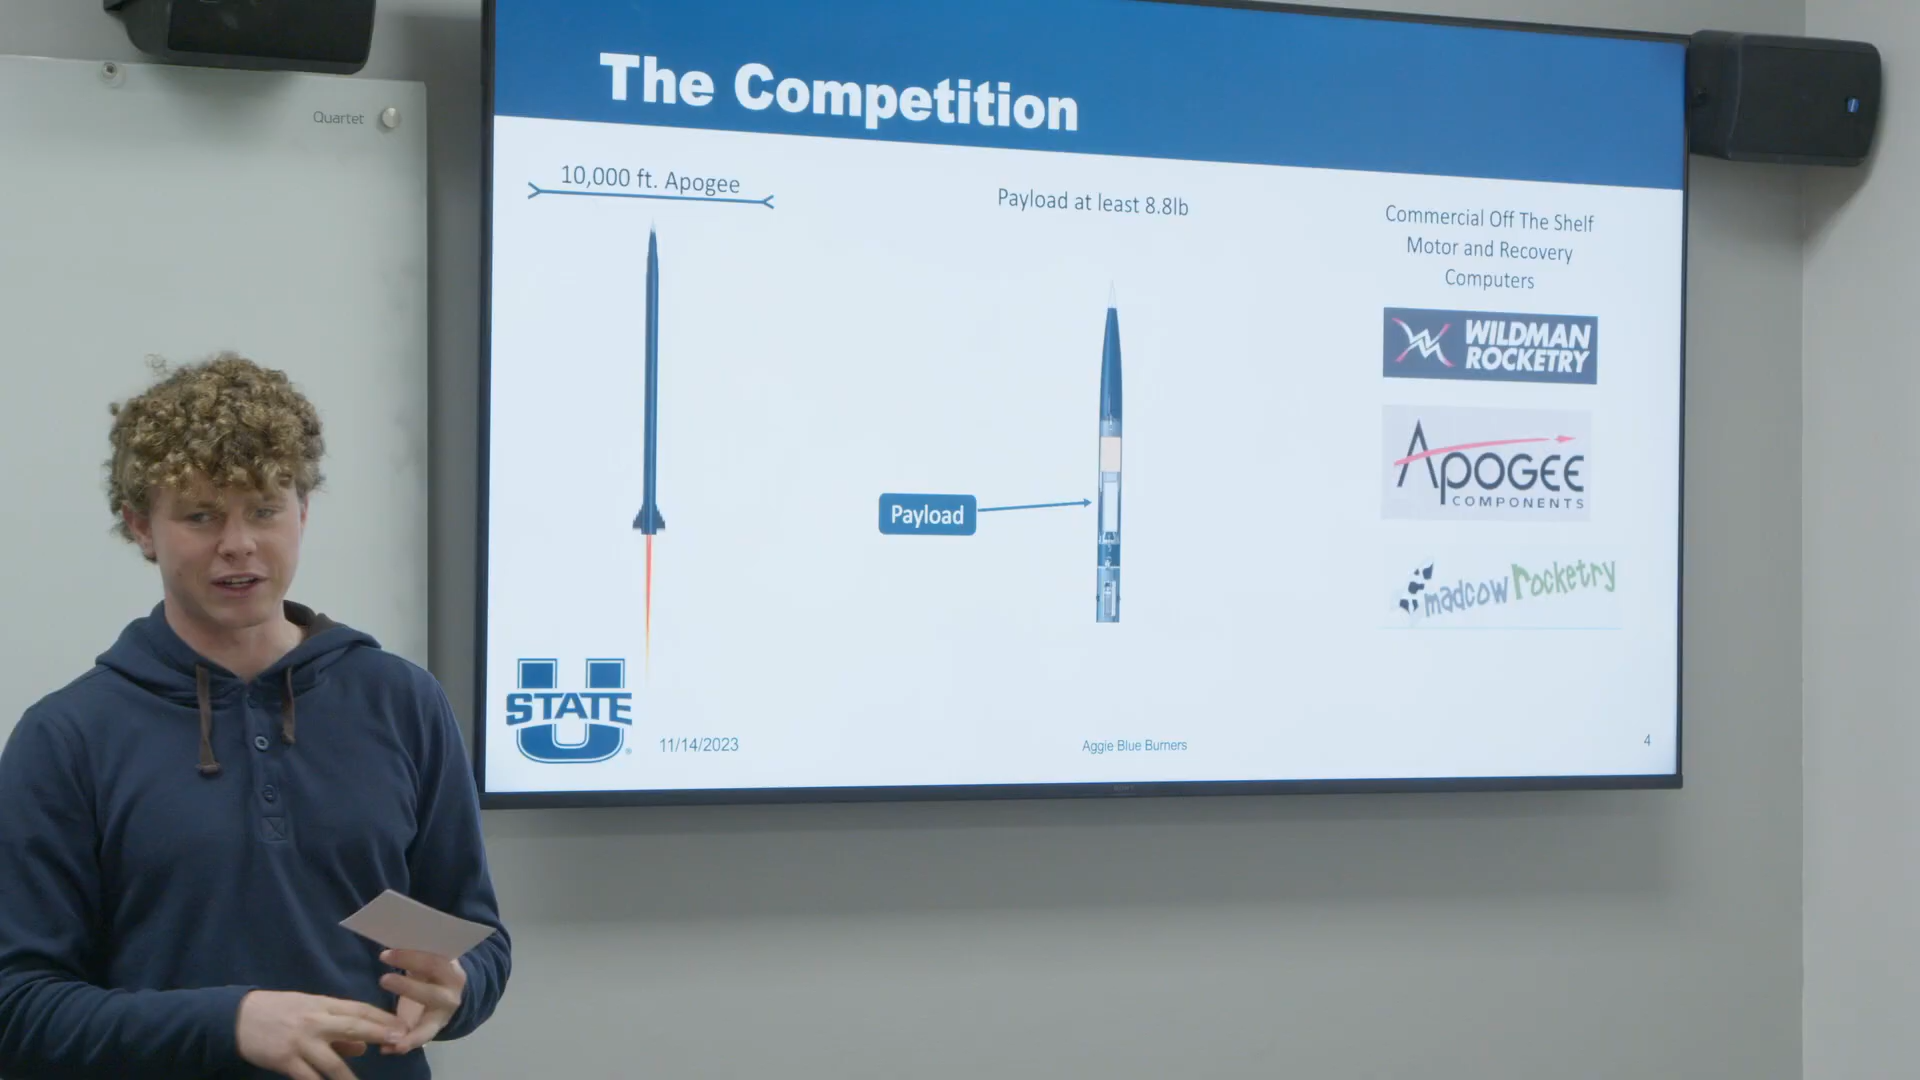 Quartet
The Competition
10,000 ft. Apogee
Payload at least 8.8lb
Commercial Off The Shelf
Motor and Recovery
Computers
WILDMAN
ROCKETRY
APOGEE
COMPONENTS
madcow rocketry
Payload
U
STATE
11/14/2023
Aggie Blue Burners
4
SONY